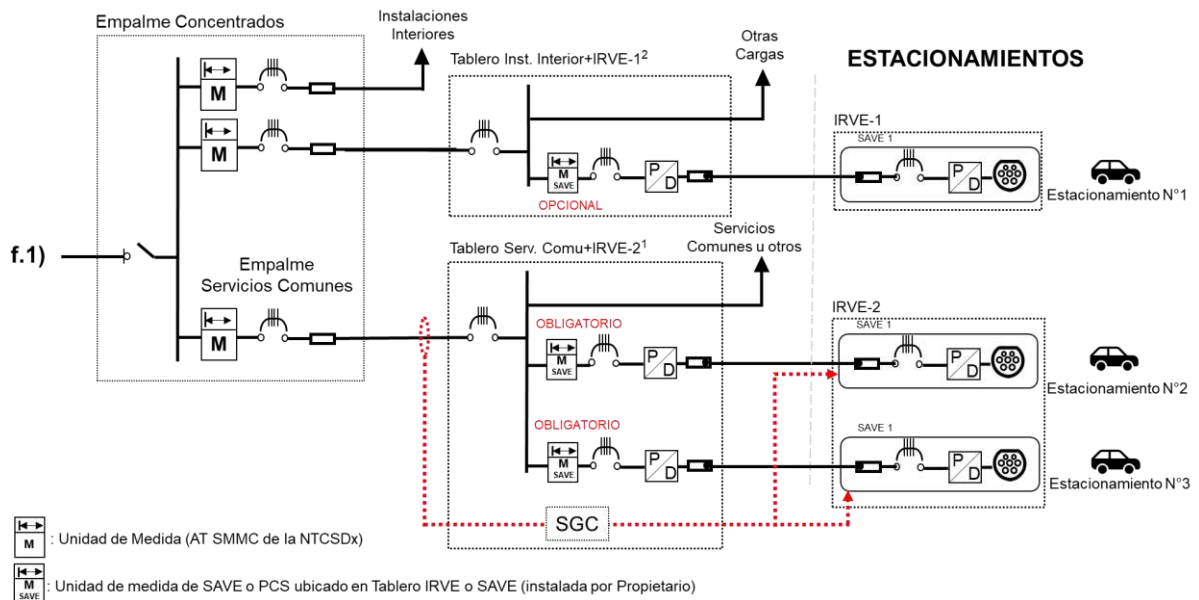 Empalme Concentrados
Instalaciones
Interiores
M
M
Empalme
Servicios Comunes
M
f.1)
Tablero Inst. Interior+IRVE-1²
Otras
Cargas
M
SAVE
OPCIONAL
P
D
ESTACIONAMIENTOS
IRVE-1
SAVE 1
P
D
Estacionamiento N°1
Tablero Serv. Comu+IRVE-2¹
Servicios
Comunes u otros
OBLIGATORIO
M
SAVE
P
D
OBLIGATORIO
M
SAVE
P
D
SGC
IRVE-2
SAVE 1
P
D
Estacionamiento N°2
SAVE 1
P
D
Estacionamiento N°3
M
: Unidad de Medida (AT SMMC de la NTCSDx)
M
SAVE
: Unidad de medida de SAVE o PCS ubicado en Tablero IRVE o SAVE (instalada por Propietario)